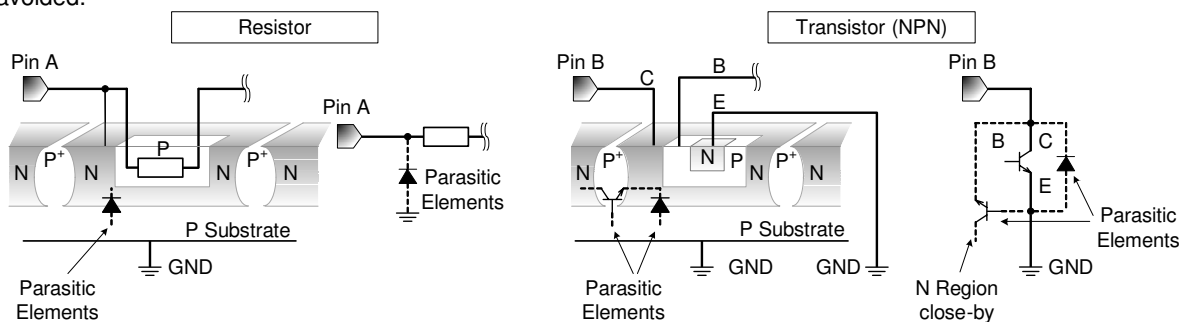 avoided.
Resistor
Transistor (NPN)
Pin A
Pin A
N
P+
N
P
N
P+
N
Parasitic
Elements
P Substrate
GND
Parasitic
Elements
Pin B
C
B
E
N
P+
N
N
P
P+
N
P Substrate
GND
GND
Parasitic
Elements
Pin B
B
C
E
Parasitic
Elements
GND
N Region
close-by